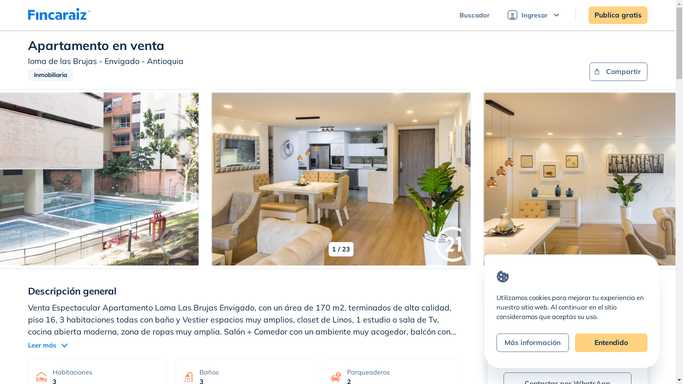 Fincaraiz
Buscador
Ingresar
Publica gratis
Apartamento en venta
loma de las Brujas - Envigado - Antioquia
Inmobiliaria
Compartir
1 / 23
21
Descripción general
Venta Espectacular Apartamento Loma Las Brujas Envigado, con un área de 170 m2, terminados de alta calidad,
piso 16, 3 habitaciones todas con baño y Vestier espacios muy amplios, closet de Linos, 1 estudio a sala de Tv,
cocina abierta moderna, zona de ropas muy amplia. Salón + Comedor con un ambiente muy acogedor, balcón con...
Leer más
Habitaciones
3
Baños
3
Parqueaderos
2
Utilizamos cookies para mejorar tu experiencia en
nuestro sitio web. Al continuar en el sitio
consideramos que aceptas su uso.
Más información
Entendido
Contactar por WhatsApp